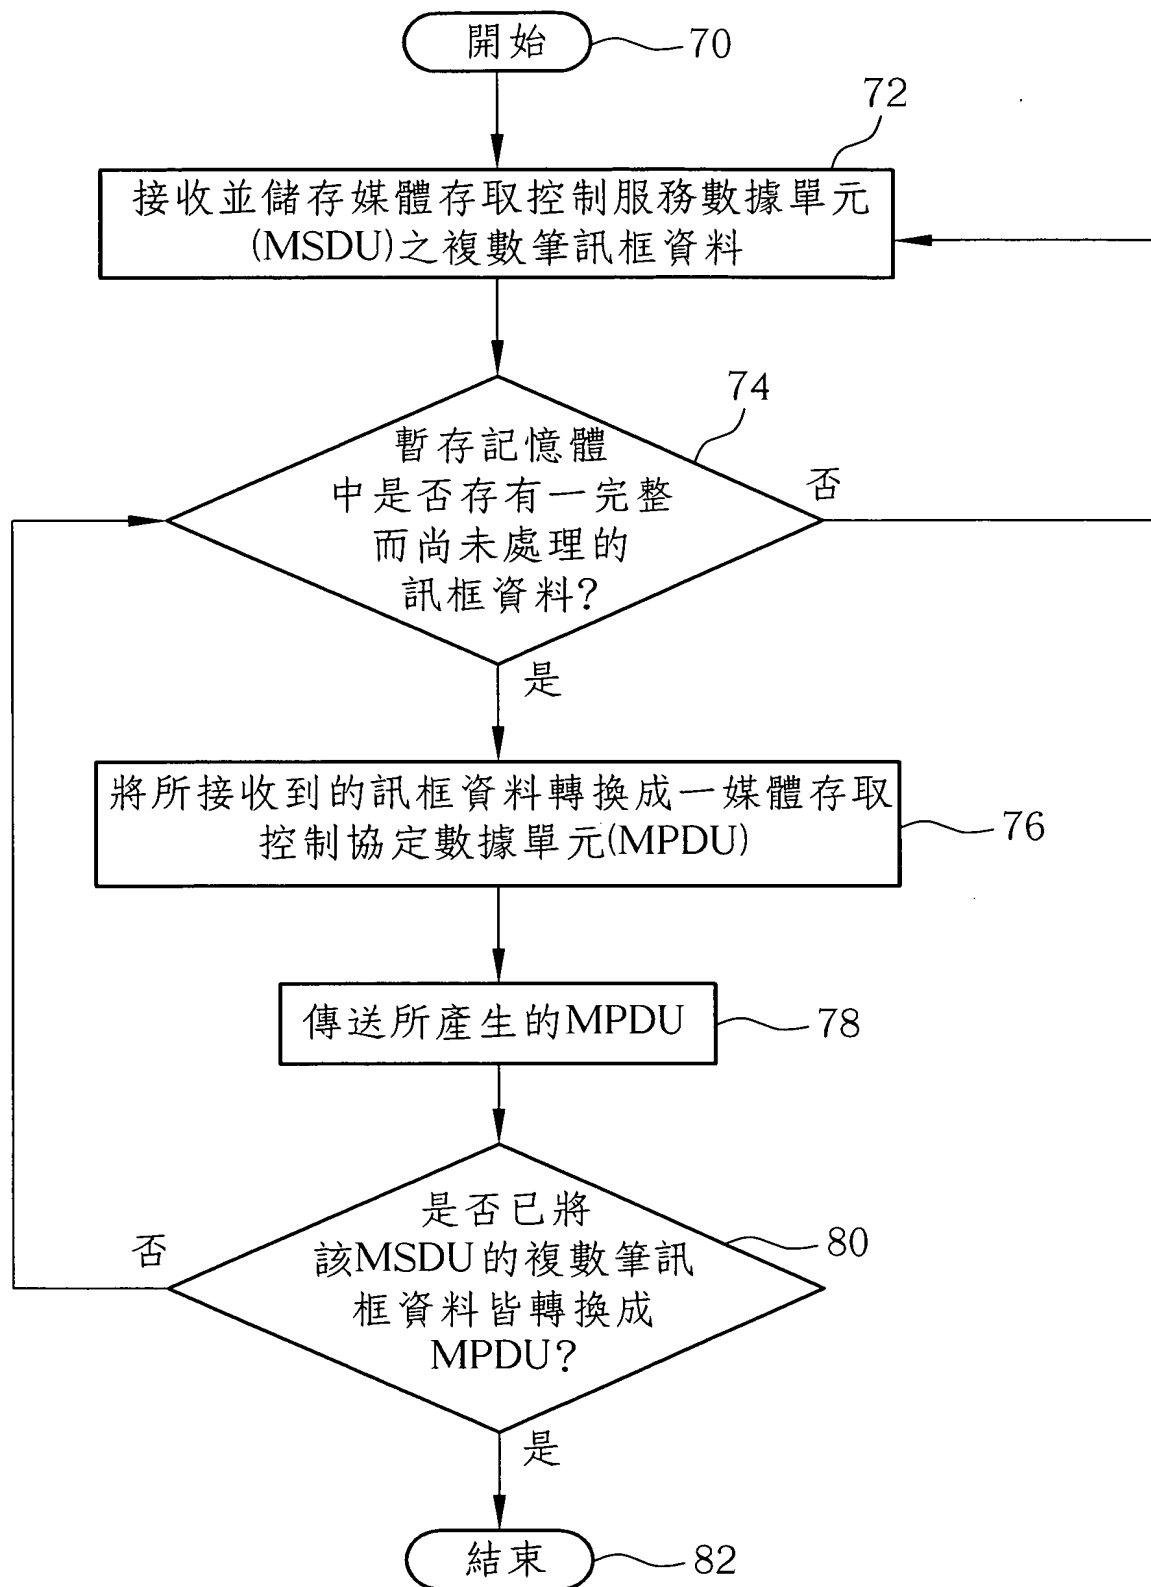 開始
70
72
接收並儲存媒體存取控制服務數據單元
(MSDU)之複數筆訊框資料
74
暫存記憶體
中是否存有一完整
而尚未處理的
訊框資料?
否
是
將所接收到的訊框資料轉換成一媒體存取
控制協定數據單元(MPDU)
76
傳送所產生的MPDU
78
是否已將
該MSDU的複數筆訊
框資料皆轉換成
MPDU?
80
否
是
結束
82